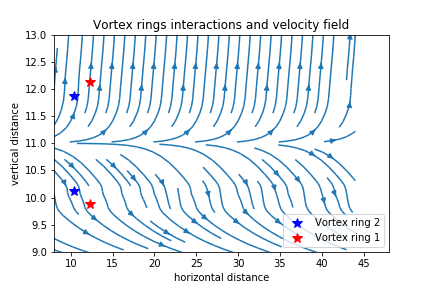 Vortex rings interactions and velocity field
13.0
12.5
12.0
11.5
11.0
10.5
10.0
9.5
9.0
vertical distance
10 15 20 25 30 35 40 45
horizontal distance
Vortex ring 2
Vortex ring 1